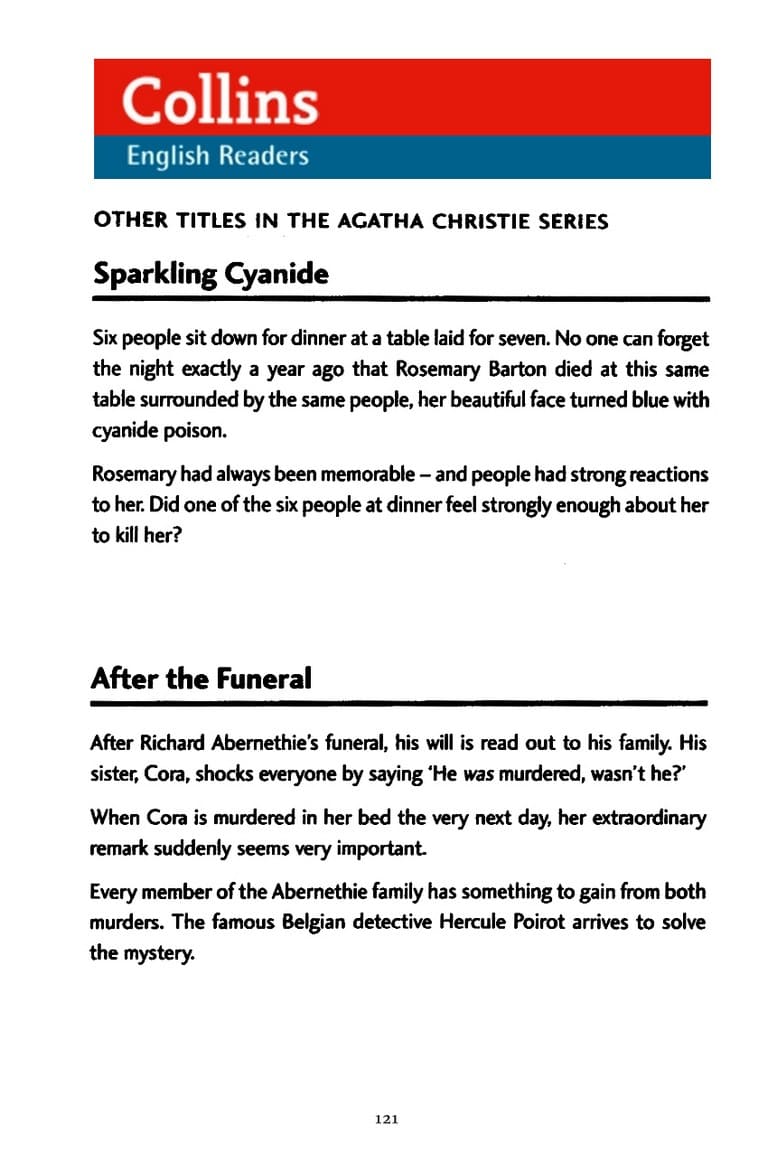 Collins
English Readers
OTHER TITLES IN THE AGATHA CHRISTIE SERIES
Sparkling Cyanide
Six people sit down for dinner at a table laid for seven. No one can forget
the night exactly a year ago that Rosemary Barton died at this same
table surrounded by the same people, her beautiful face turned blue with
cyanide poison.
Rosemary had always been memorable – and people had strong reactions
to her. Did one of the six people at dinner feel strongly enough about her
to kill her?
After the Funeral
After Richard Abernethie's funeral, his will is read out to his family. His
sister, Cora, shocks everyone by saying ‘He was murdered, wasn't he?’
When Cora is murdered in her bed the very next day, her extraordinary
remark suddenly seems very important.
Every member of the Abernethie family has something to gain from both
murders. The famous Belgian detective Hercule Poirot arrives to solve
the mystery.
121